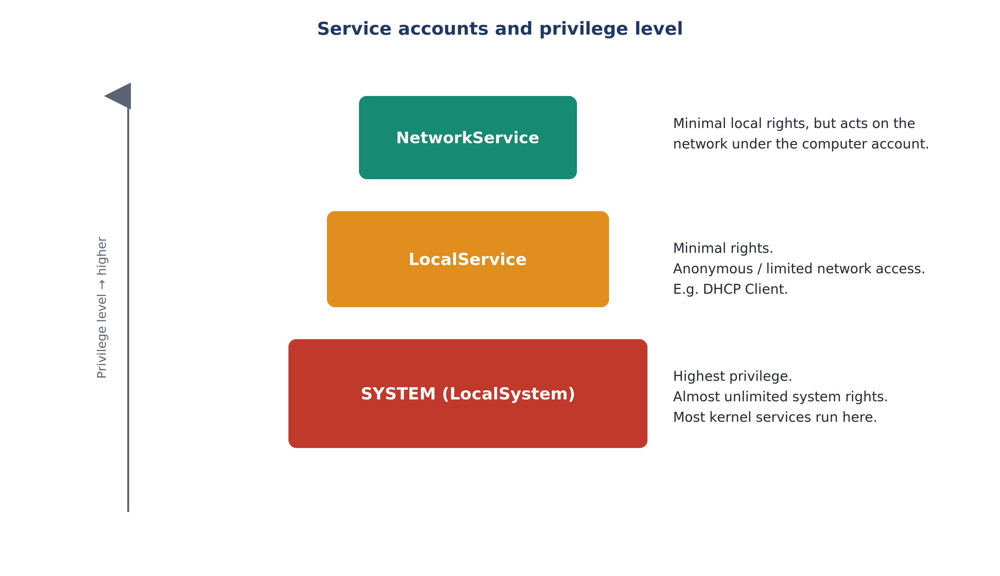 Service accounts and privilege level
Privilege level → higher
NetworkService
Minimal local rights, but acts on the
network under the computer account.
LocalService
Minimal rights.
Anonymous / limited network access.
E.g. DHCP Client.
SYSTEM (LocalSystem)
Highest privilege.
Almost unlimited system rights.
Most kernel services run here.